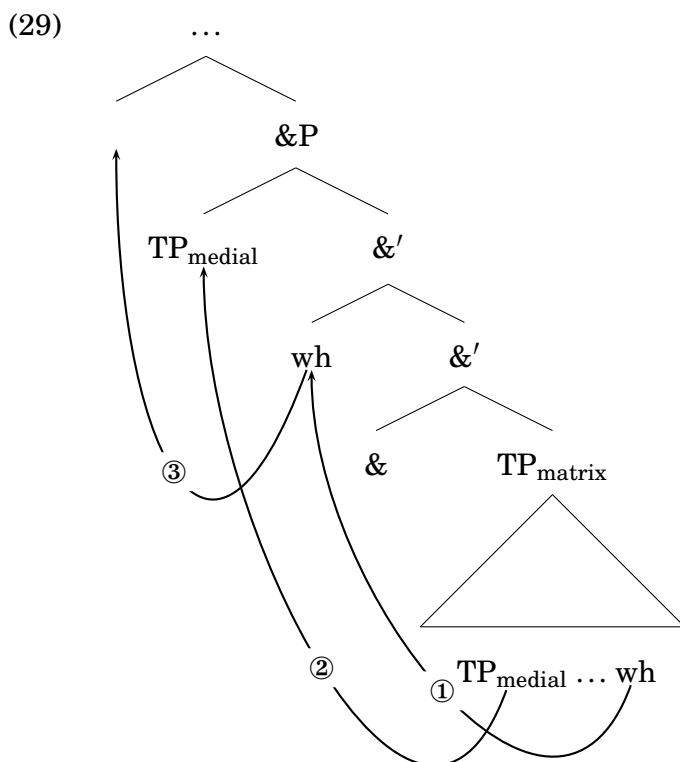 (29)
…
&P
TP_medial &′
wh &′
③ & TP_matrix
② ① TP_medial … wh